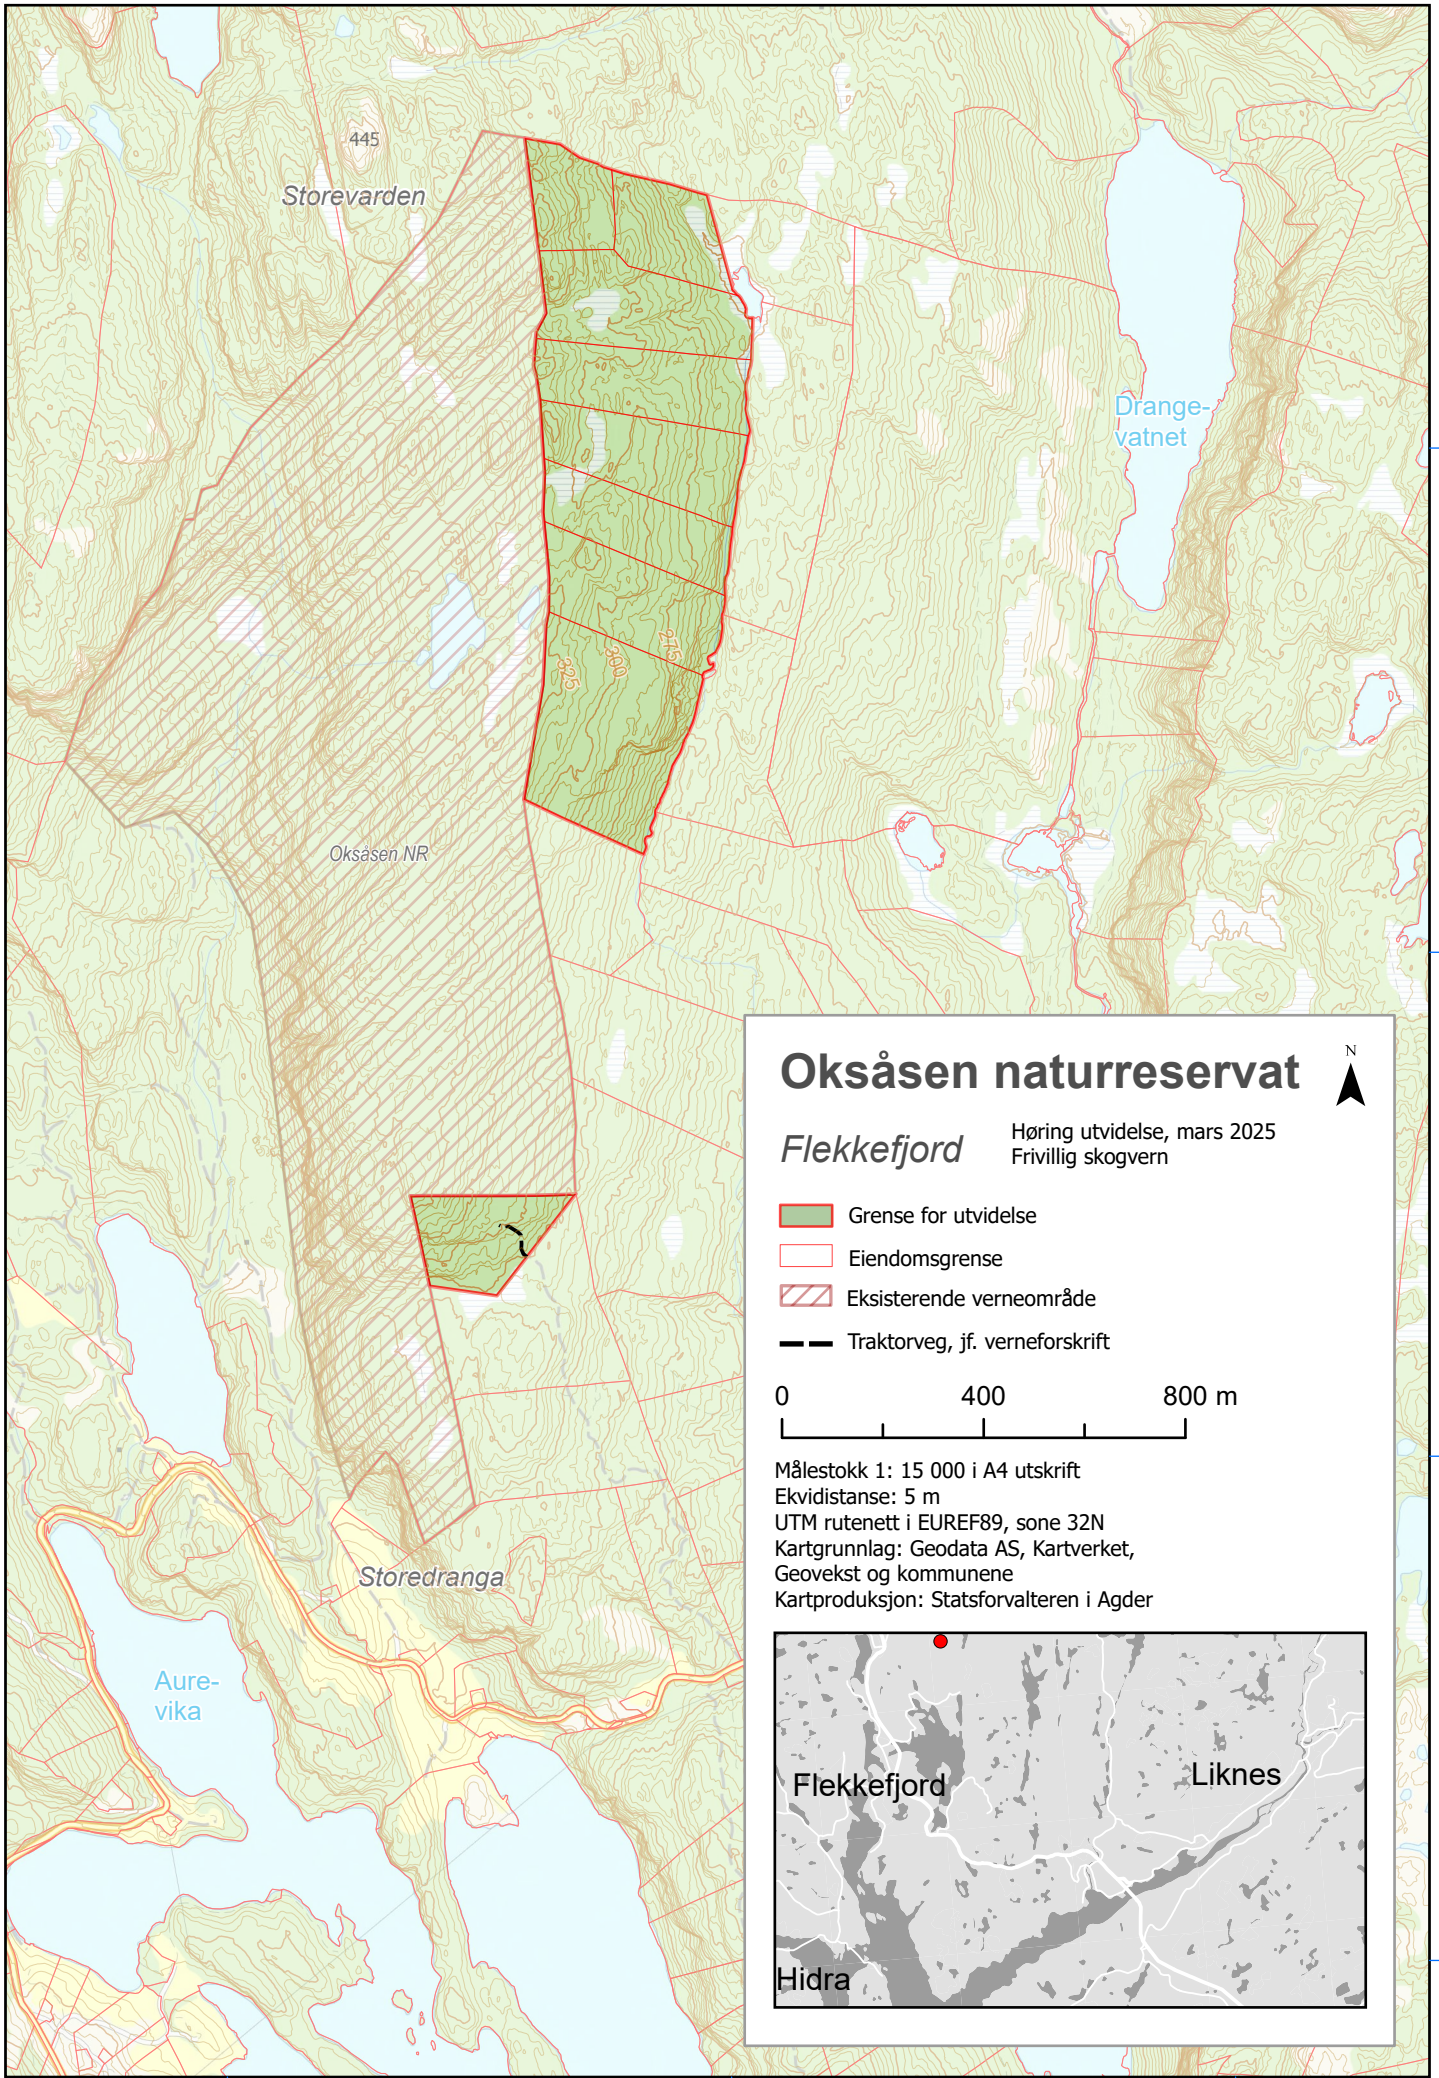 445
Storevarden
Drange-
vatnet
325
300
275
Oksåsen NR
Storedranga
Aure-
vika
Oksåsen naturreservat
N
Flekkefjord
Høring utvidelse, mars 2025
Frivillig skogvern
Grense for utvidelse
Eiendomsgrense
Eksisterende verneområde
Traktorveg, jf. verneforskrift
0 400 800 m
Målestokk 1: 15 000 i A4 utskrift
Ekvidistanse: 5 m
UTM rutenett i EUREF89, sone 32N
Kartgrunnlag: Geodata AS, Kartverket,
Geovekst og kommunene
Kartproduksjon: Statsforvalteren i Agder
Flekkefjord
Liknes
Hidra